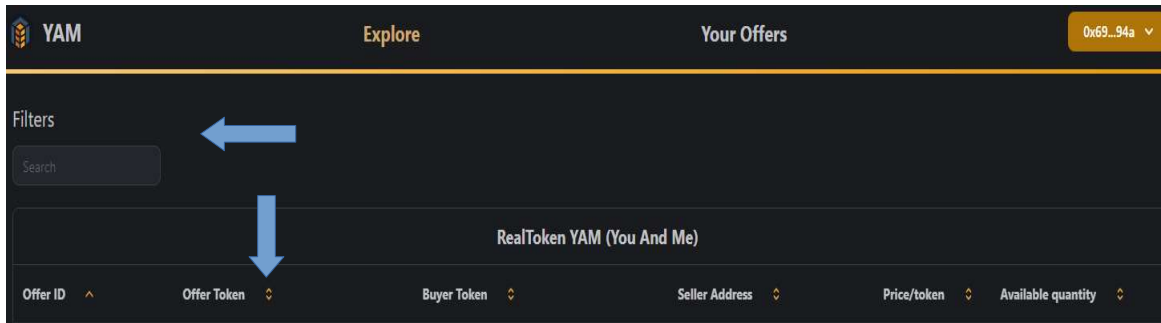 YAM Explore Your Offers 0x69...94a
Filters
Search
RealToken YAM (You And Me)
Offer ID Offer Token Buyer Token Seller Address Price/token Available quantity